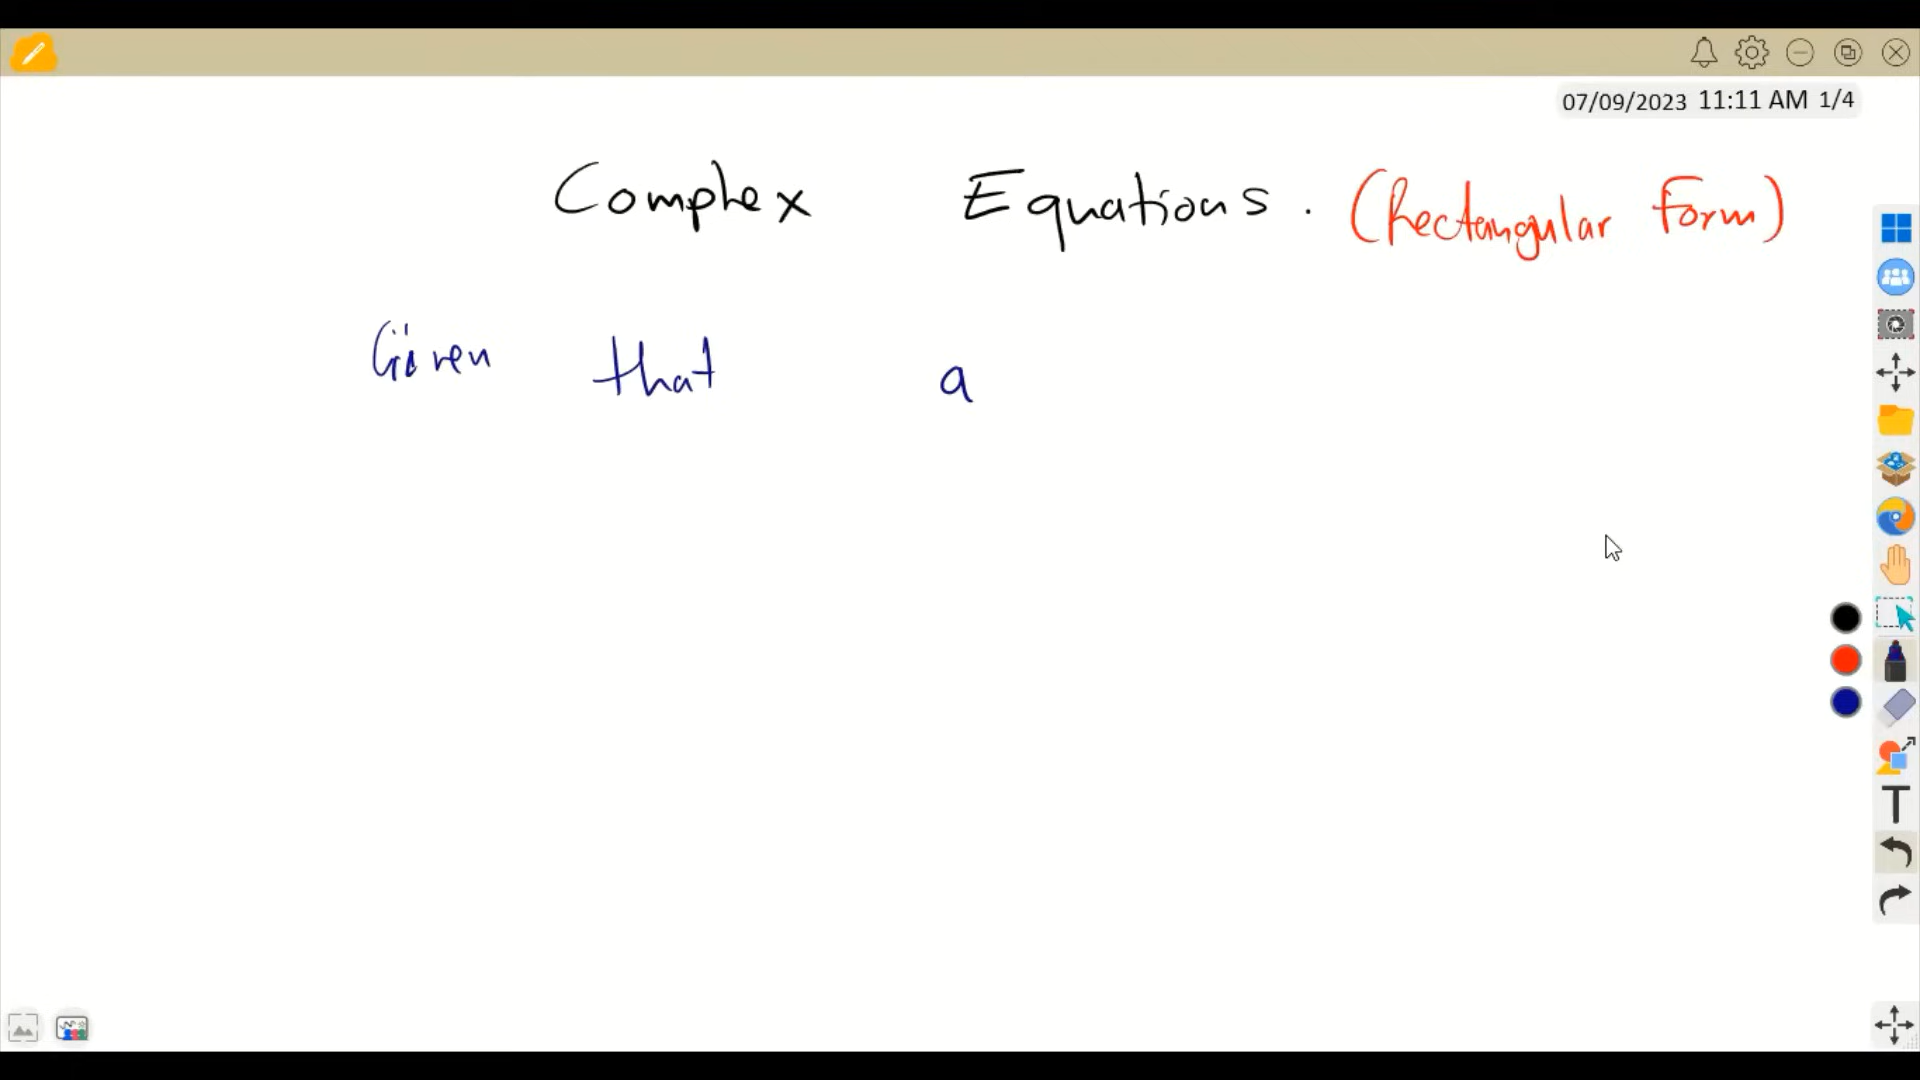 07/09/2023 11:11 AM 1/4
Complex Equations. (Rectangular Form)
Given that a
T